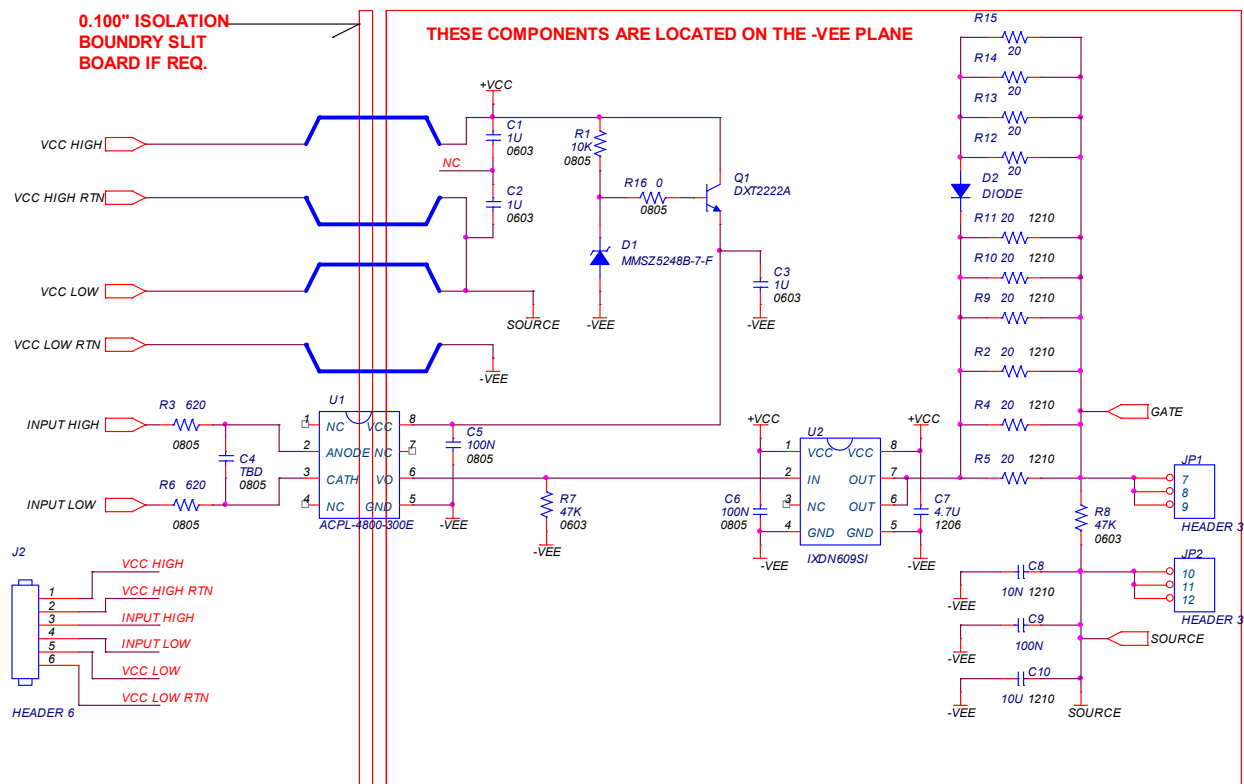 0.100" ISOLATION
BOUNDRY SLIT
BOARD IF REQ.
THESE COMPONENTS ARE LOCATED ON THE -VEE PLANE
VCC HIGH
VCC HIGH RTN
VCC LOW
VCC LOW RTN
INPUT HIGH
INPUT LOW
+VCC
C1
1U
0603
NC
C2
1U
0603
SOURCE
-VEE
R1
10K
0805
R16 0
0805
Q1
DXT2222A
D1
MMSZ5248B-7-F
-VEE
C3
1U
0603
-VEE
R15
20
R14
20
R13
20
R12
20
D2
DIODE
R11 20 1210
R10 20 1210
R9 20 1210
R2 20 1210
R4 20 1210
R5 20 1210
GATE
R3 620
0805
C4
TBD
0805
R6 620
0805
U1
1 NC VCC 8
2 ANODE NC 7
3 CATH VO 6
4 NC GND 5
ACPL-4800-300E
C5
100N
0805
-VEE
R7
47K
0603
-VEE
+VCC
C6
100N
0805
-VEE
U2
1 VCC VCC 8
2 IN OUT 7
3 NC OUT 6
4 GND GND 5
IXDN609SI
+VCC
C7
4.7U
1206
-VEE
JP1
7
8
9
HEADER 3
R8
47K
0603
JP2
10
11
12
HEADER 3
C8
10N 1210
-VEE
C9
100N
-VEE
SOURCE
C10
10U 1210
-VEE
SOURCE
J2
1 VCC HIGH
2 VCC HIGH RTN
3 INPUT HIGH
4 INPUT LOW
5 VCC LOW
6 VCC LOW RTN
HEADER 6